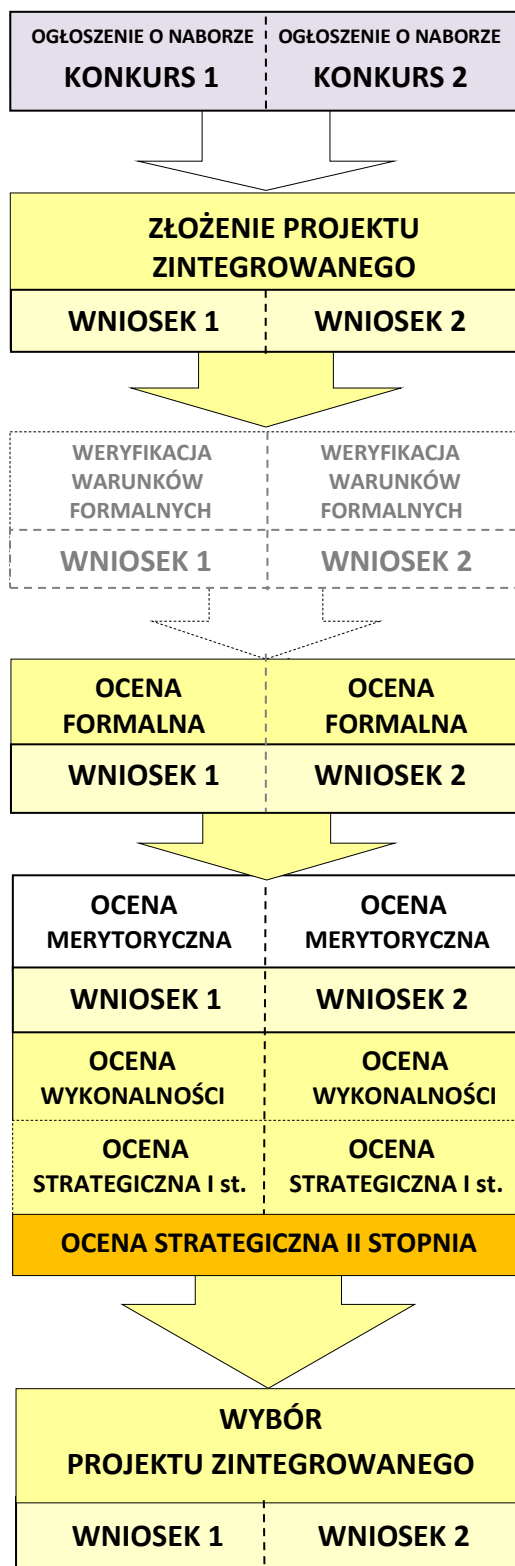 OGŁOSZENIE O NABORZE OGŁOSZENIE O NABORZE
KONKURS 1 KONKURS 2
ZŁOŻENIE PROJEKTU
ZINTEGROWANEGO
WNIOSEK 1 WNIOSEK 2
WERYFIKACJA WERYFIKACJA
WARUNKÓW WARUNKÓW
FORMALNYCH FORMALNYCH
WNIOSEK 1 WNIOSEK 2
OCENA OCENA
FORMALNA FORMALNA
WNIOSEK 1 WNIOSEK 2
OCENA OCENA
MERYTORYCZNA MERYTORYCZNA
WNIOSEK 1 WNIOSEK 2
OCENA OCENA
WYKONALNOŚCI WYKONALNOŚCI
OCENA OCENA
STRATEGICZNA I st. STRATEGICZNA I st.
OCENA STRATEGICZNA II STOPNIA
WYBÓR
PROJEKTU ZINTEGROWANEGO
WNIOSEK 1 WNIOSEK 2